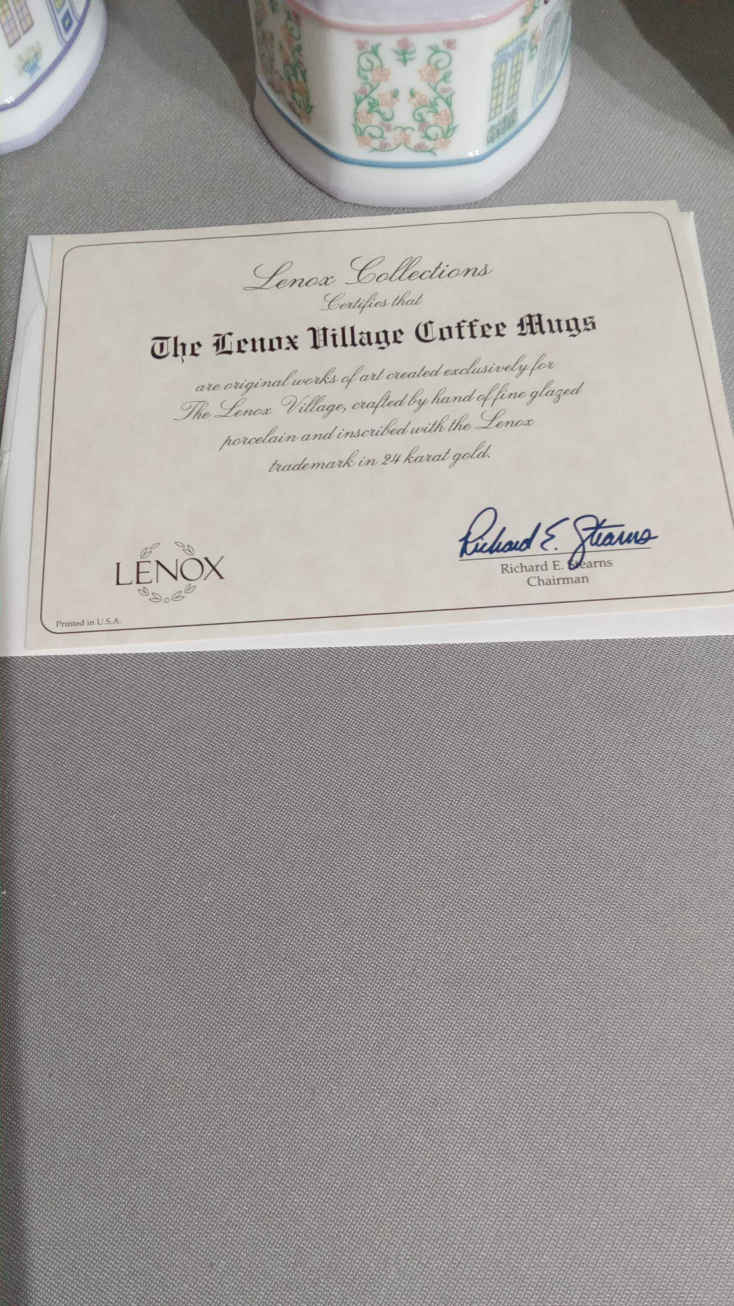 Lenox Collections
Certifies that
The Lenox Village Coffee Mugs
are original works of art created exclusively for
The Lenox Village, crafted by hand of fine glazed
porcelain and inscribed with the Lenox
trademark in 24 karat gold.
Richard E. Stearns
LENOX
Richard E. Stearns
Chairman
Printed in U.S.A.